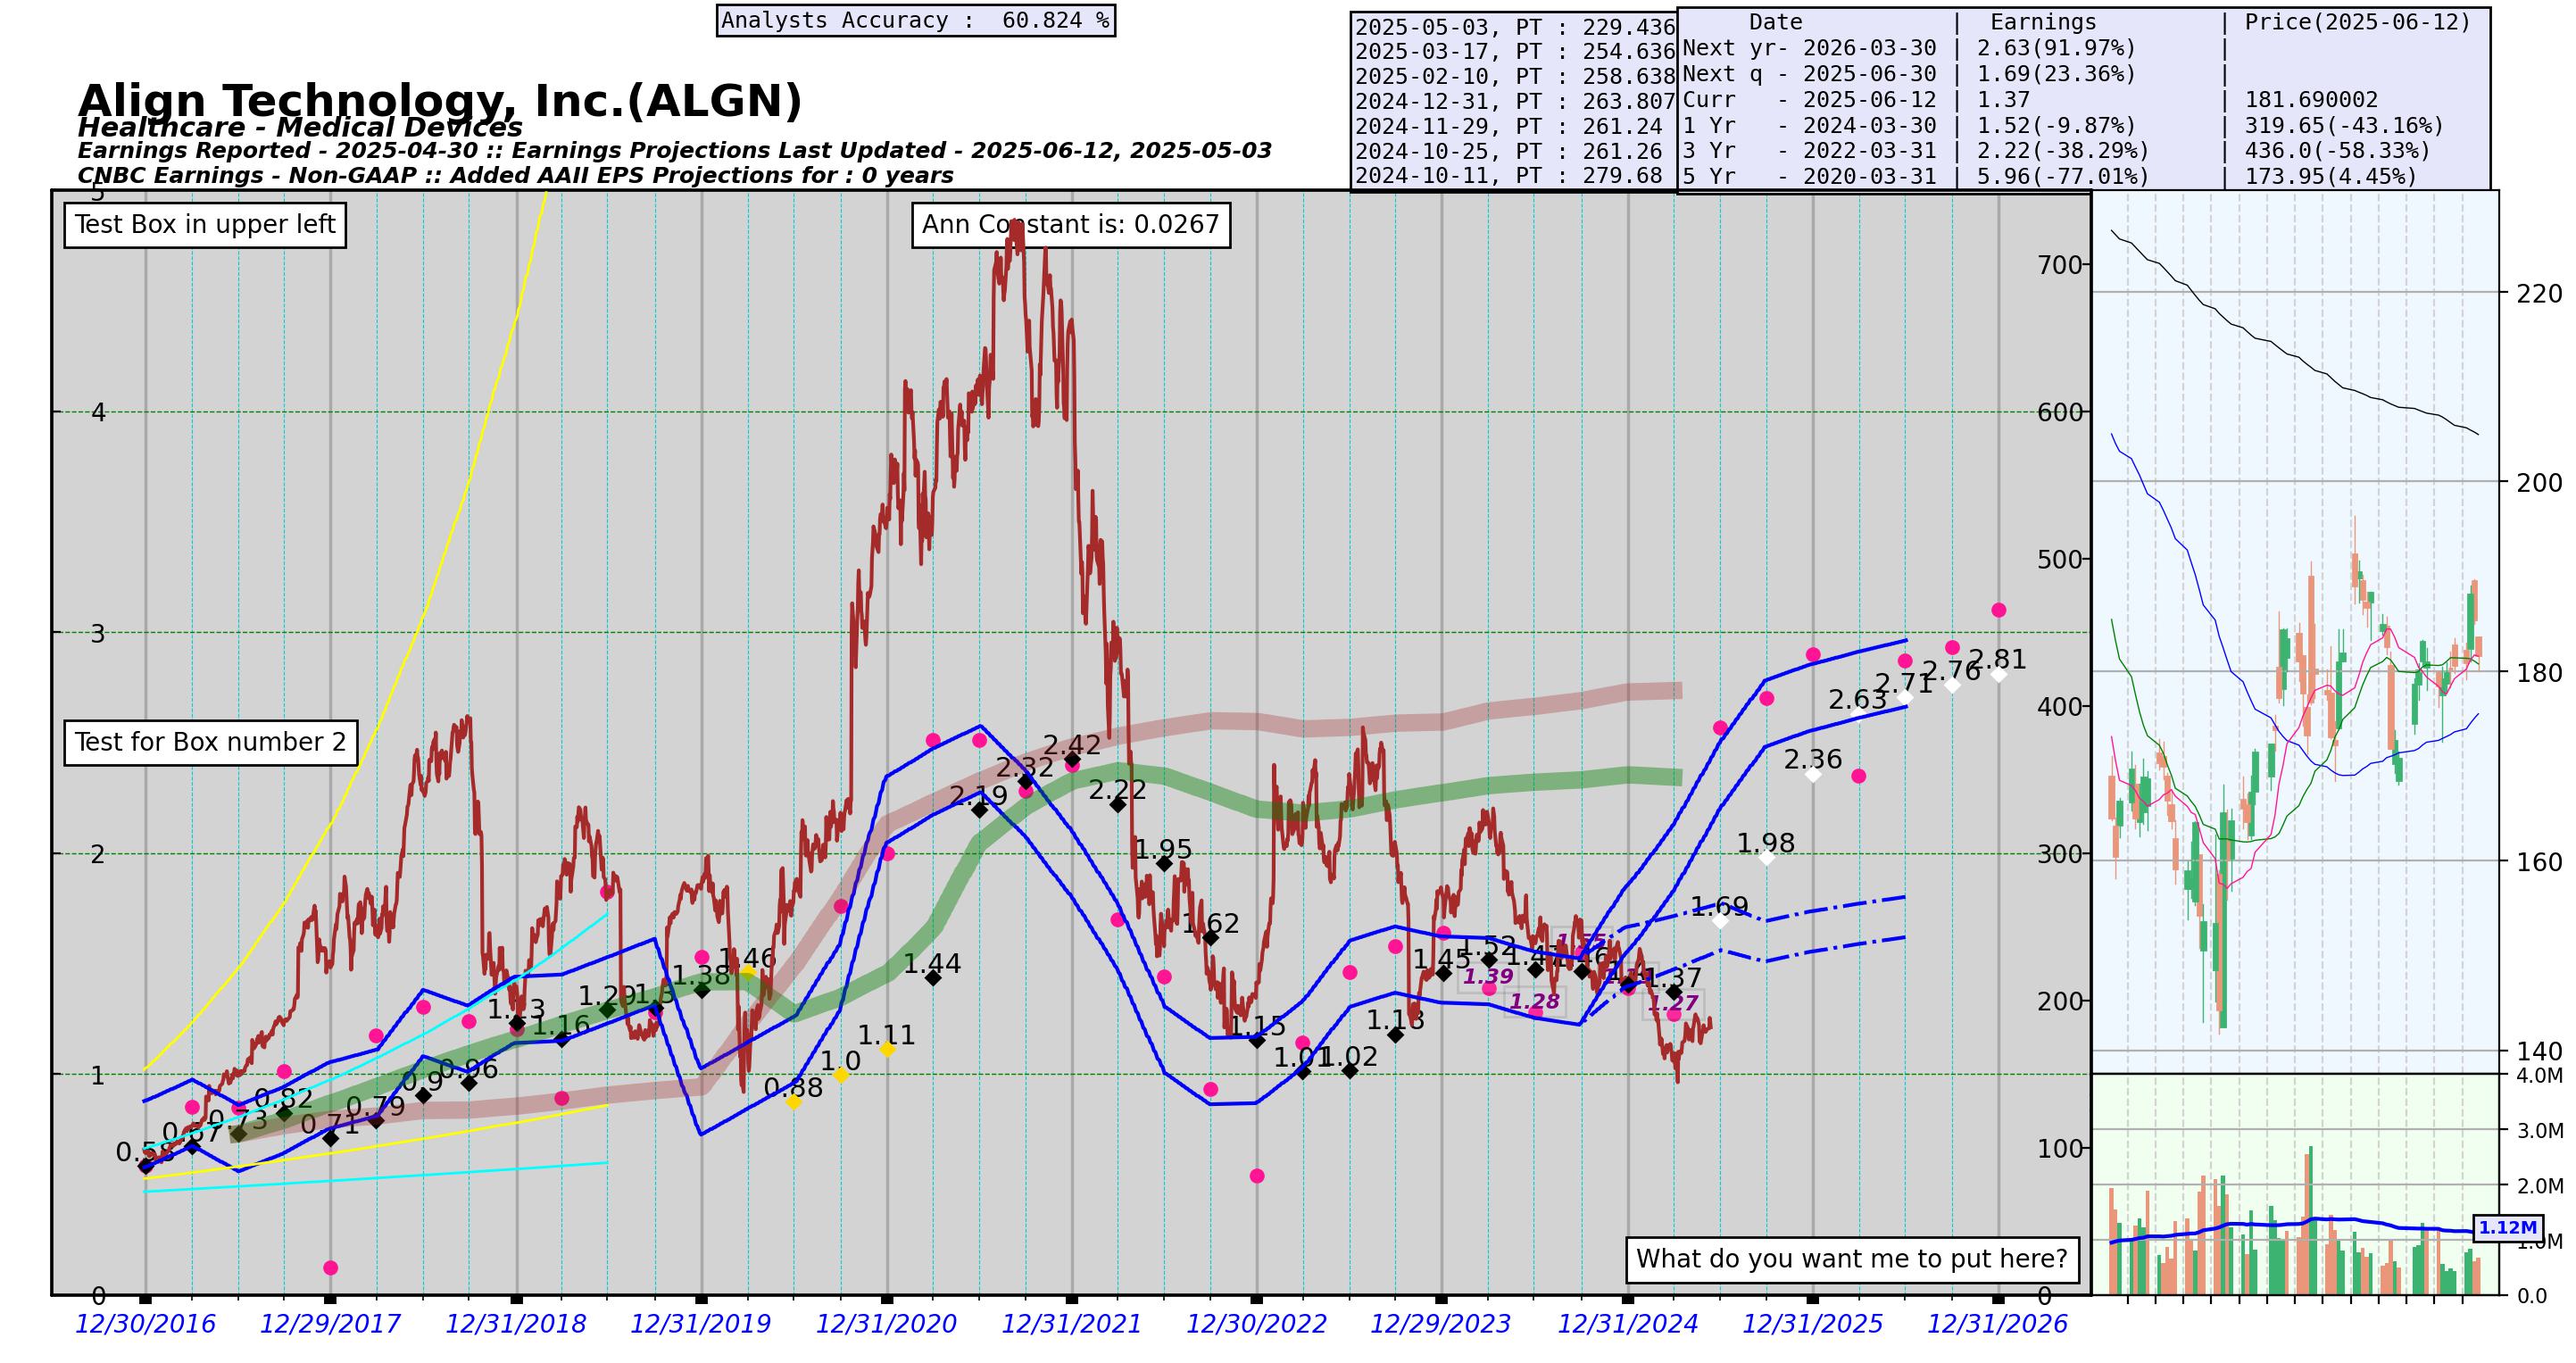 Analysts Accuracy :  60.824 %
2025-05-03, PT : 229.436
2025-03-17, PT : 254.636
2025-02-10, PT : 258.638
2024-12-31, PT : 263.807
2024-11-29, PT : 261.24
2024-10-25, PT : 261.26
2024-10-11, PT : 279.68
Date | Earnings | Price(2025-06-12)
Next yr- 2026-03-30 | 2.63(91.97%) |
Next q - 2025-06-30 | 1.69(23.36%) |
Curr - 2025-06-12 | 1.37 | 181.690002
1 Yr - 2024-03-30 | 1.52(-9.87%) | 319.65(-43.16%)
3 Yr - 2022-03-31 | 2.22(-38.29%) | 436.0(-58.33%)
5 Yr - 2020-03-31 | 5.96(-77.01%) | 173.95(4.45%)
Align Technology, Inc.(ALGN)
Healthcare - Medical Devices
Earnings Reported - 2025-04-30 :: Earnings Projections Last Updated - 2025-06-12, 2025-05-03
CNBC Earnings - Non-GAAP :: Added AAII EPS Projections for : 0 years
Test Box in upper left
Ann Constant is: 0.0267
Test for Box number 2
What do you want me to put here?
5
4
3
2
1
0
700
600
500
400
300
200
100
0
220
200
180
160
140
4.0M
3.0M
2.0M
1.0M
0.0
1.12M
0.58
0.67
0.73
0.82
0.71
0.79
0.9
0.96
1.23
1.16
1.29
1.3
1.38
1.46
0.88
1.0
1.11
1.44
2.19
2.32
2.42
2.22
1.95
1.62
1.15
1.01
1.02
1.18
1.45
1.52
1.39
1.28
1.46
1.37
1.27
1.69
1.98
2.36
2.63
2.71
2.76
2.81
12/30/2016
12/29/2017
12/31/2018
12/31/2019
12/31/2020
12/31/2021
12/30/2022
12/29/2023
12/31/2024
12/31/2025
12/31/2026